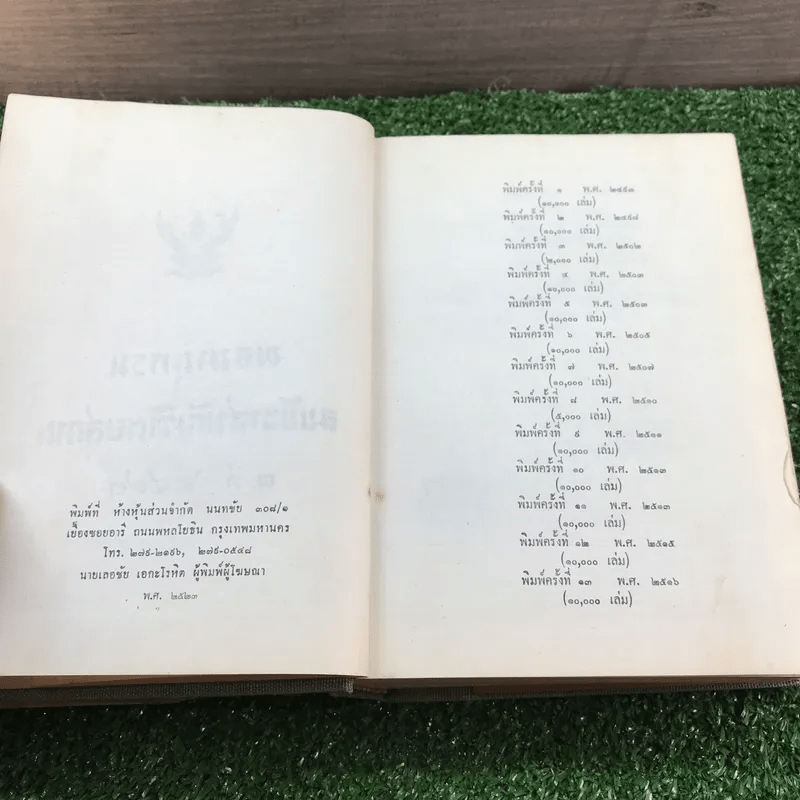 พิมพ์ที่ ห้างหุ้นส่วนจำกัด นนทชัย ๓๐๘/๑
เยื้องซอยอารี ถนนพหลโยธิน กรุงเทพมหานคร
โทร. ๒๗๙-๒๑๙๖, ๒๗๙-๐๕๔๘
นายเลอชัย เอกะโรหิต ผู้พิมพ์ผู้โฆษณา
พ.ศ. ๒๕๒๓
พิมพ์ครั้งที่ ๑ พ.ศ. ๒๔๙๓
(๑๐,๐๐๐ เล่ม)
พิมพ์ครั้งที่ ๒ พ.ศ. ๒๔๙๘
(๑๐,๐๐๐ เล่ม)
พิมพ์ครั้งที่ ๓ พ.ศ. ๒๕๐๒
(๒,๐๐๐ เล่ม)
พิมพ์ครั้งที่ ๔ พ.ศ. ๒๕๐๓
(๑๐,๐๐๐ เล่ม)
พิมพ์ครั้งที่ ๕ พ.ศ. ๒๕๐๓
(๑๐,๐๐๐ เล่ม)
พิมพ์ครั้งที่ ๖ พ.ศ. ๒๕๐๕
(๑๐,๐๐๐ เล่ม)
พิมพ์ครั้งที่ ๗ พ.ศ. ๒๕๐๗
(๑๐,๐๐๐ เล่ม)
พิมพ์ครั้งที่ ๘ พ.ศ. ๒๕๑๐
(๕,๐๐๐ เล่ม)
พิมพ์ครั้งที่ ๙ พ.ศ. ๒๕๑๑
(๑๐,๐๐๐ เล่ม)
พิมพ์ครั้งที่ ๑๐ พ.ศ. ๒๕๑๓
(๑๐,๐๐๐ เล่ม)
พิมพ์ครั้งที่ ๑๑ พ.ศ. ๒๕๑๓
(๑๐,๐๐๐ เล่ม)
พิมพ์ครั้งที่ ๑๒ พ.ศ. ๒๕๑๕
(๑๐,๐๐๐ เล่ม)
พิมพ์ครั้งที่ ๑๓ พ.ศ. ๒๕๑๖
(๑๐,๐๐๐ เล่ม)